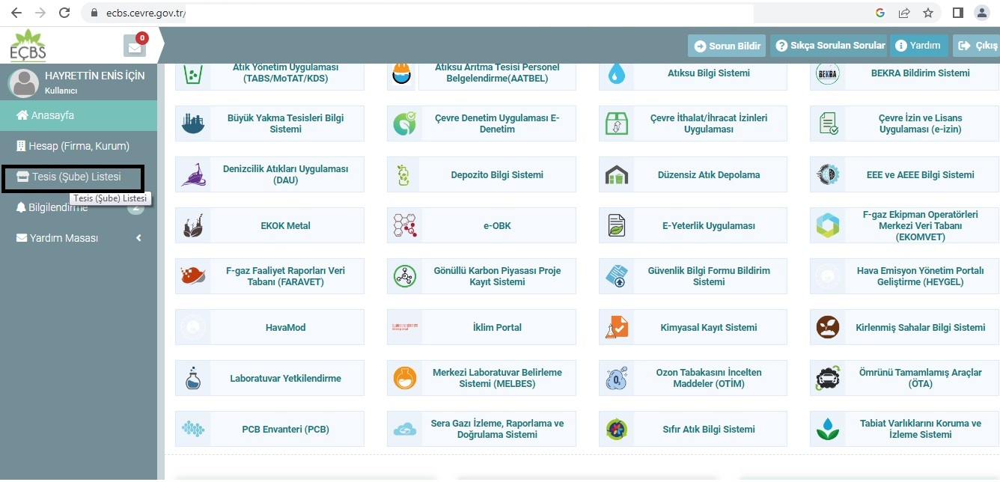 ecbs.cevre.gov.tr/
EÇBS
0
Sorun Bildir
Sıkça Sorulan Sorular
Yardım
Çıkış
HAYRETTİN ENİS İÇİN
Kullanıcı
Anasayfa
Hesap (Firma, Kurum)
Tesis (Şube) Listesi
Tesis (Şube) Listesi
Bilgilendirme
2
Yardım Masası
Atık Yönetim Uygulaması
(TABS/MoTAT/KDS)
Atıksu Arıtma Tesisi Personel
Belgelendirme(AATBEL)
Atıksu Bilgi Sistemi
BEKRA
BEKRA Bildirim Sistemi
Büyük Yakma Tesisleri Bilgi
Sistemi
Çevre Denetim Uygulaması E-
Denetim
Çevre İthalat/İhracat İzinleri
Uygulaması
Çevre İzin ve Lisans
Uygulaması (e-izin)
Denizcilik Atıkları Uygulaması
(DAU)
Depozito Bilgi Sistemi
Düzensiz Atık Depolama
EEE ve AEEE Bilgi Sistemi
EKOK Metal
e-OBK
E-Yeterlik Uygulaması
F-gaz Ekipman Operatörleri
Merkezi Veri Tabanı
(EKOMVET)
F-gaz Faaliyet Raporları Veri
Tabanı (FARAVET)
Gönüllü Karbon Piyasası Proje
Kayıt Sistemi
Güvenlik Bilgi Formu Bildirim
Sistemi
Hava Emisyon Yönetim Portalı
Geliştirme (HEYGEL)
HavaMod
İklim Portal
Kimyasal Kayıt Sistemi
Kirlenmiş Sahalar Bilgi Sistemi
Laboratuvar Yetkilendirme
Merkezi Laboratuvar Belirleme
Sistemi (MELBES)
O3
Ozon Tabakasını İncelten
Maddeler (OTİM)
Ömrünü Tamamlamış Araçlar
(ÖTA)
PCB Envanteri (PCB)
Sera Gazı İzleme, Raporlama ve
Doğrulama Sistemi
Sıfır Atık Bilgi Sistemi
Tabiat Varlıklarını Koruma ve
İzleme Sistemi